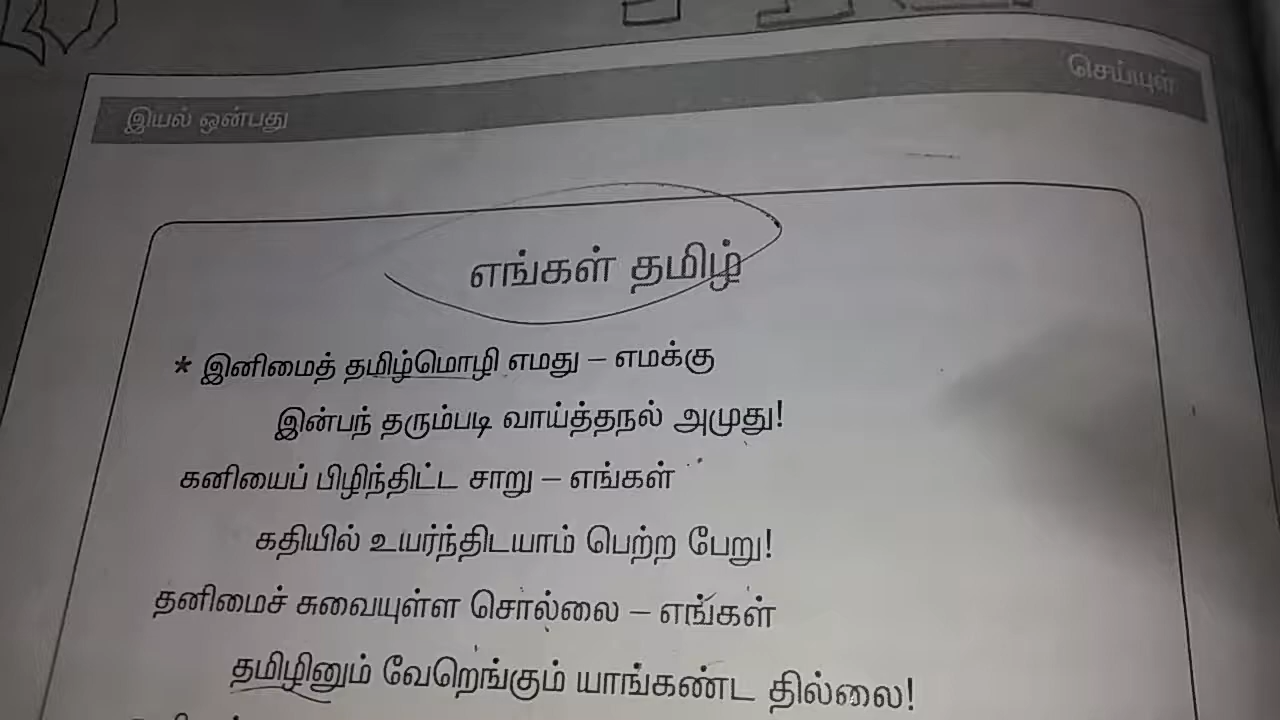 இயல் ஒன்பது
செய்யுள்
எங்கள் தமிழ்
* இனிமைத் தமிழ்மொழி எமது – எமக்கு
இன்பந் தரும்படி வாய்த்தநல் அமுது!
கனியைப் பிழிந்திட்ட சாறு – எங்கள்
கதியில் உயர்ந்திடயாம் பெற்ற பேறு!
தனிமைச் சுவையுள்ள சொல்லை – எங்கள்
தமிழினும் வேறெங்கும் யாங்கண்ட தில்லை!